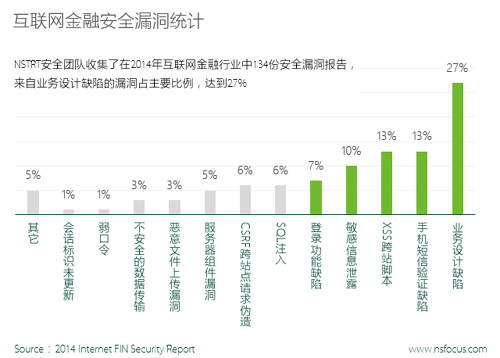 互联网金融安全漏洞统计
NSTRT安全团队收集了在2014年互联网金融行业中134份安全漏洞报告，
来自业务设计缺陷的漏洞占主要比例，达到27%
5%
1%
1%
3%
3%
5%
6%
6%
7%
10%
13%
13%
27%
其它
会话标识未更新
弱口令
不安全的数据传输
恶意文件上传漏洞
服务器组件漏洞
CSRF跨站点请求伪造
SQL注入
登录功能缺陷
敏感信息泄露
XSS跨站脚本
手机短信验证缺陷
业务设计缺陷
Source ：2014 Internet FIN Security Report
www.nsfocus.com